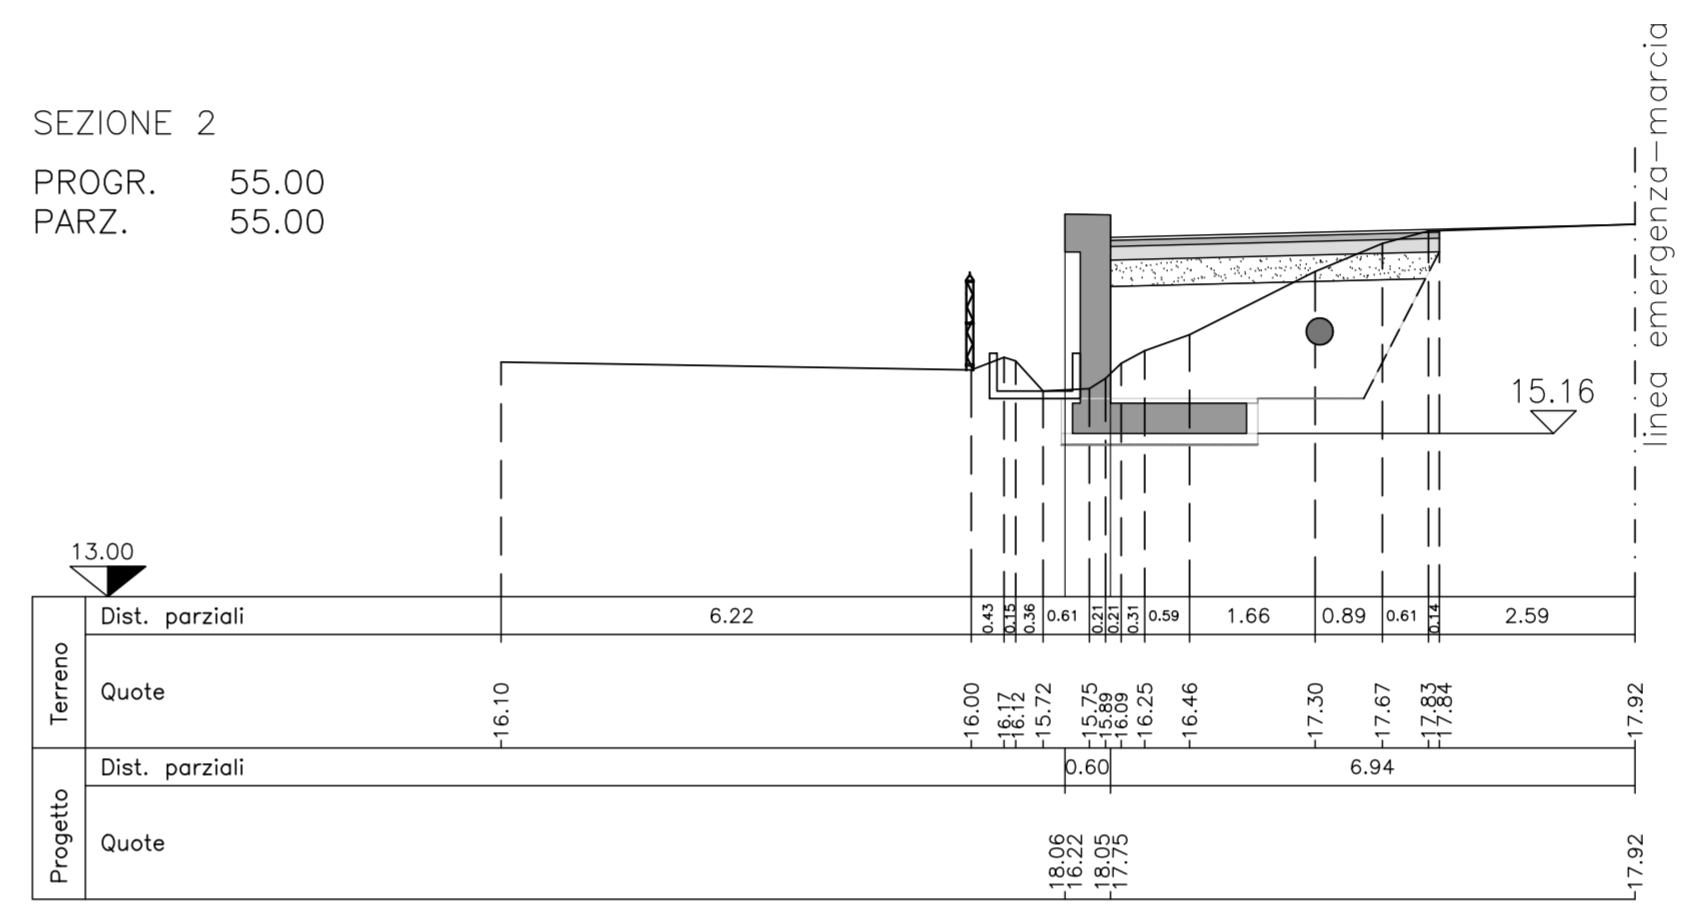 linea emergenza-marcia
SEZIONE 2
PROGR. 55.00
PARZ. 55.00
15.16
13.00
Terreno
Dist. parziali 6.22 0.43 0.15 0.36 0.61 0.21 0.21 0.31 0.59 1.66 0.89 0.61 0.14 2.59
Quote 16.10 16.00 16.17 16.12 15.72 15.75 15.89 16.09 16.25 16.46 17.30 17.67 17.83 17.84 17.92
Progetto
Dist. parziali 0.60 6.94
Quote 18.06 16.22 18.05 17.75 17.92